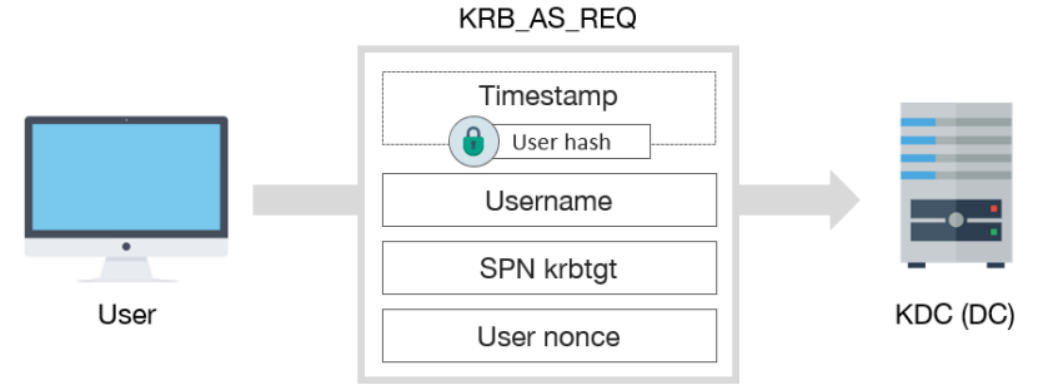 KRB_AS_REQ
Timestamp
User hash
Username
SPN krbtgt
User nonce
User
KDC (DC)